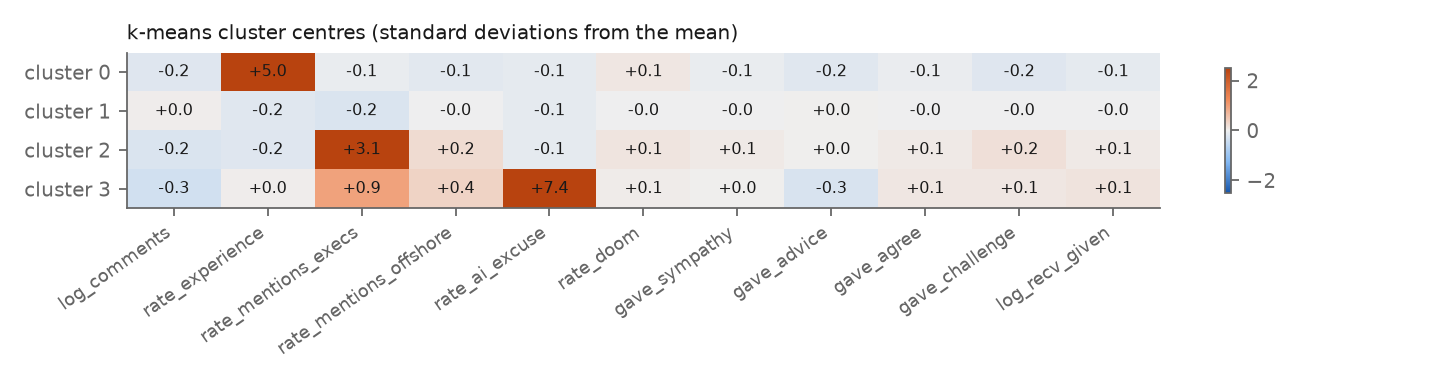 k-means cluster centres (standard deviations from the mean)
cluster 0 -0.2 +5.0 -0.1 -0.1 -0.1 +0.1 -0.1 -0.2 -0.1 -0.2 -0.1
cluster 1 +0.0 -0.2 -0.2 -0.0 -0.1 -0.0 -0.0 +0.0 -0.0 -0.0 -0.0
cluster 2 -0.2 -0.2 +3.1 +0.2 -0.1 +0.1 +0.1 +0.0 +0.1 +0.2 +0.1
cluster 3 -0.3 +0.0 +0.9 +0.4 +7.4 +0.1 +0.0 -0.3 +0.1 +0.1 +0.1
log_comments
rate_experience
rate_mentions_execs
rate_mentions_offshore
rate_ai_excuse
rate_doom
gave_sympathy
gave_advice
gave_agree
gave_challenge
log_recv_given
2
0
−2